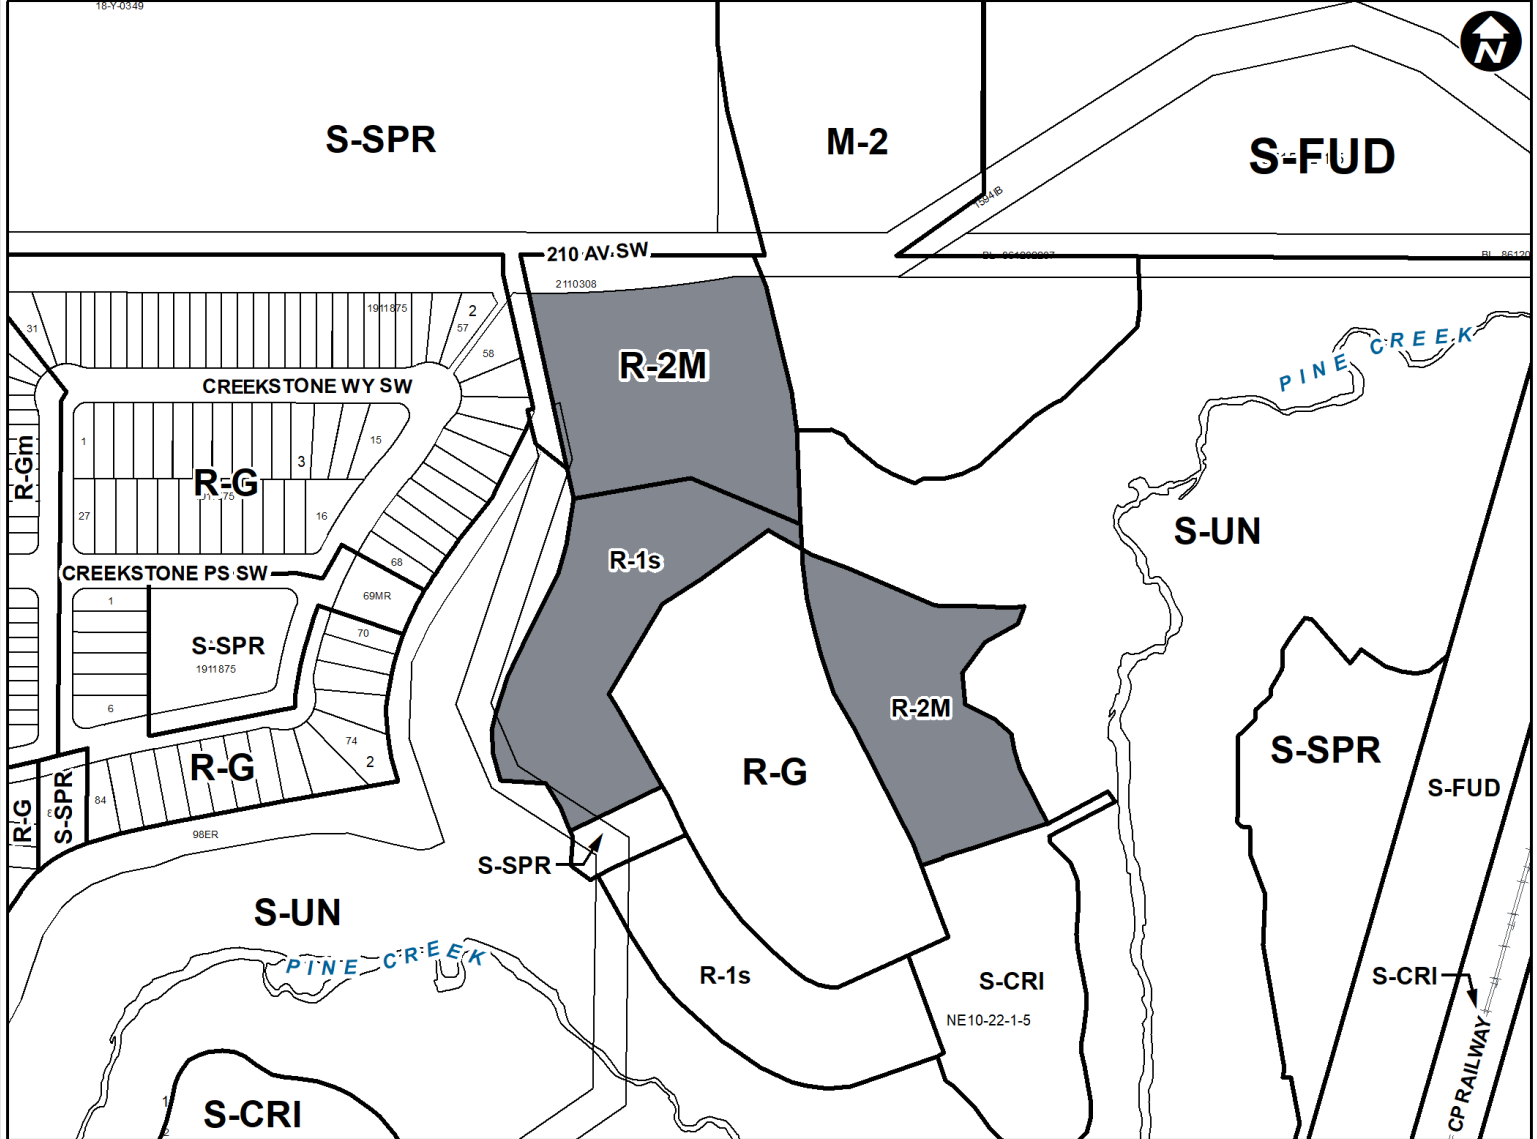 18-Y-0349
N
S-SPR
M-2
S-FUD
1594IB
210 AV SW
2110308
BL 8612
31
1911875
2
57
58
PINE CREEK
R-2M
CREEKSTONE WY SW
1
15
3
R-Gm
R-G
27
16
S-UN
R-1s
68
CREEKSTONE PS SW
69MR
1
70
S-SPR
1911875
6
R-2M
74
2
R-G
R-G
S-SPR
84
R-G
S-SPR
S-FUD
98ER
S-SPR
S-UN
PINE CREEK
R-1s
S-CRI
NE10-22-1-5
S-CRI
CP RAILWAY
S-CRI
1